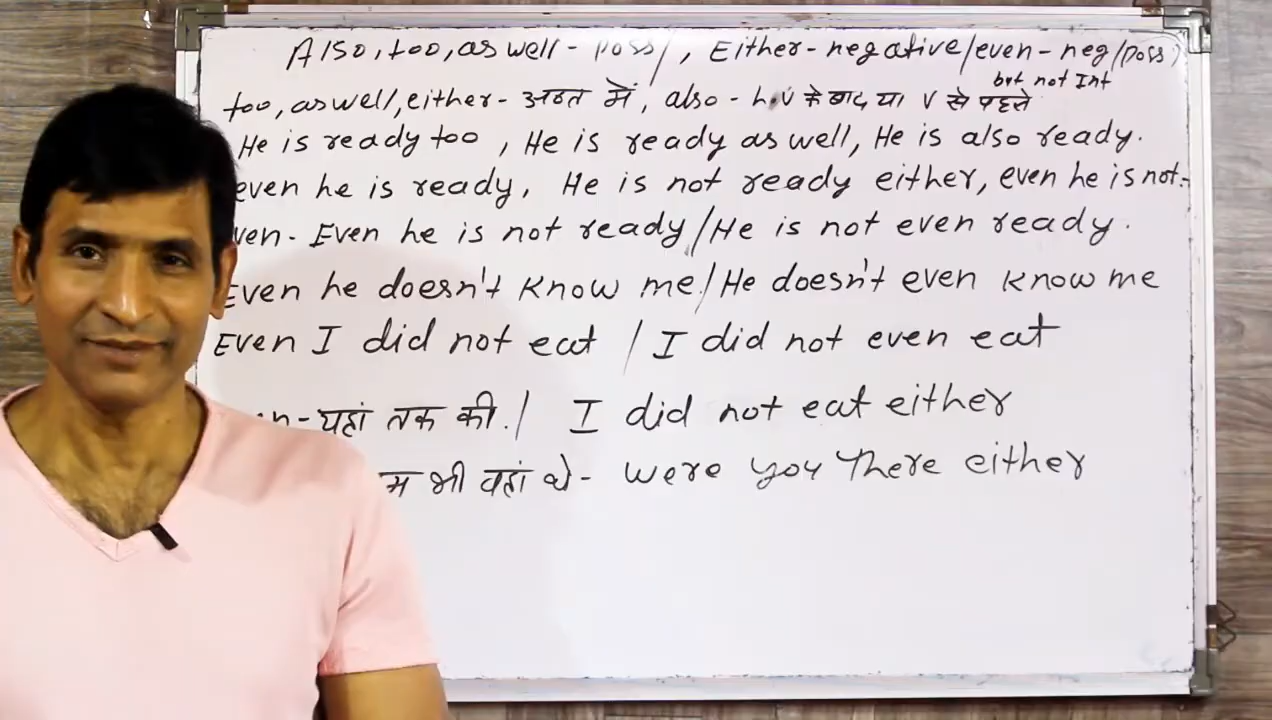 Also, too, as well - Poss/, Either - negative/even - neg/Poss)
but not Int
too, as well, either - अन्त में, also - h.v के बाद या V से पहले
He is ready too, He is ready as well, He is also ready.
even he is ready, He is not ready either, even he is not.
Even he is not ready/He is not even ready.
Even he doesn't know me/He doesn't even know me
Even I did not eat / I did not even eat
यहां तक की./ I did not eat either
भी वहां थे - were you there either